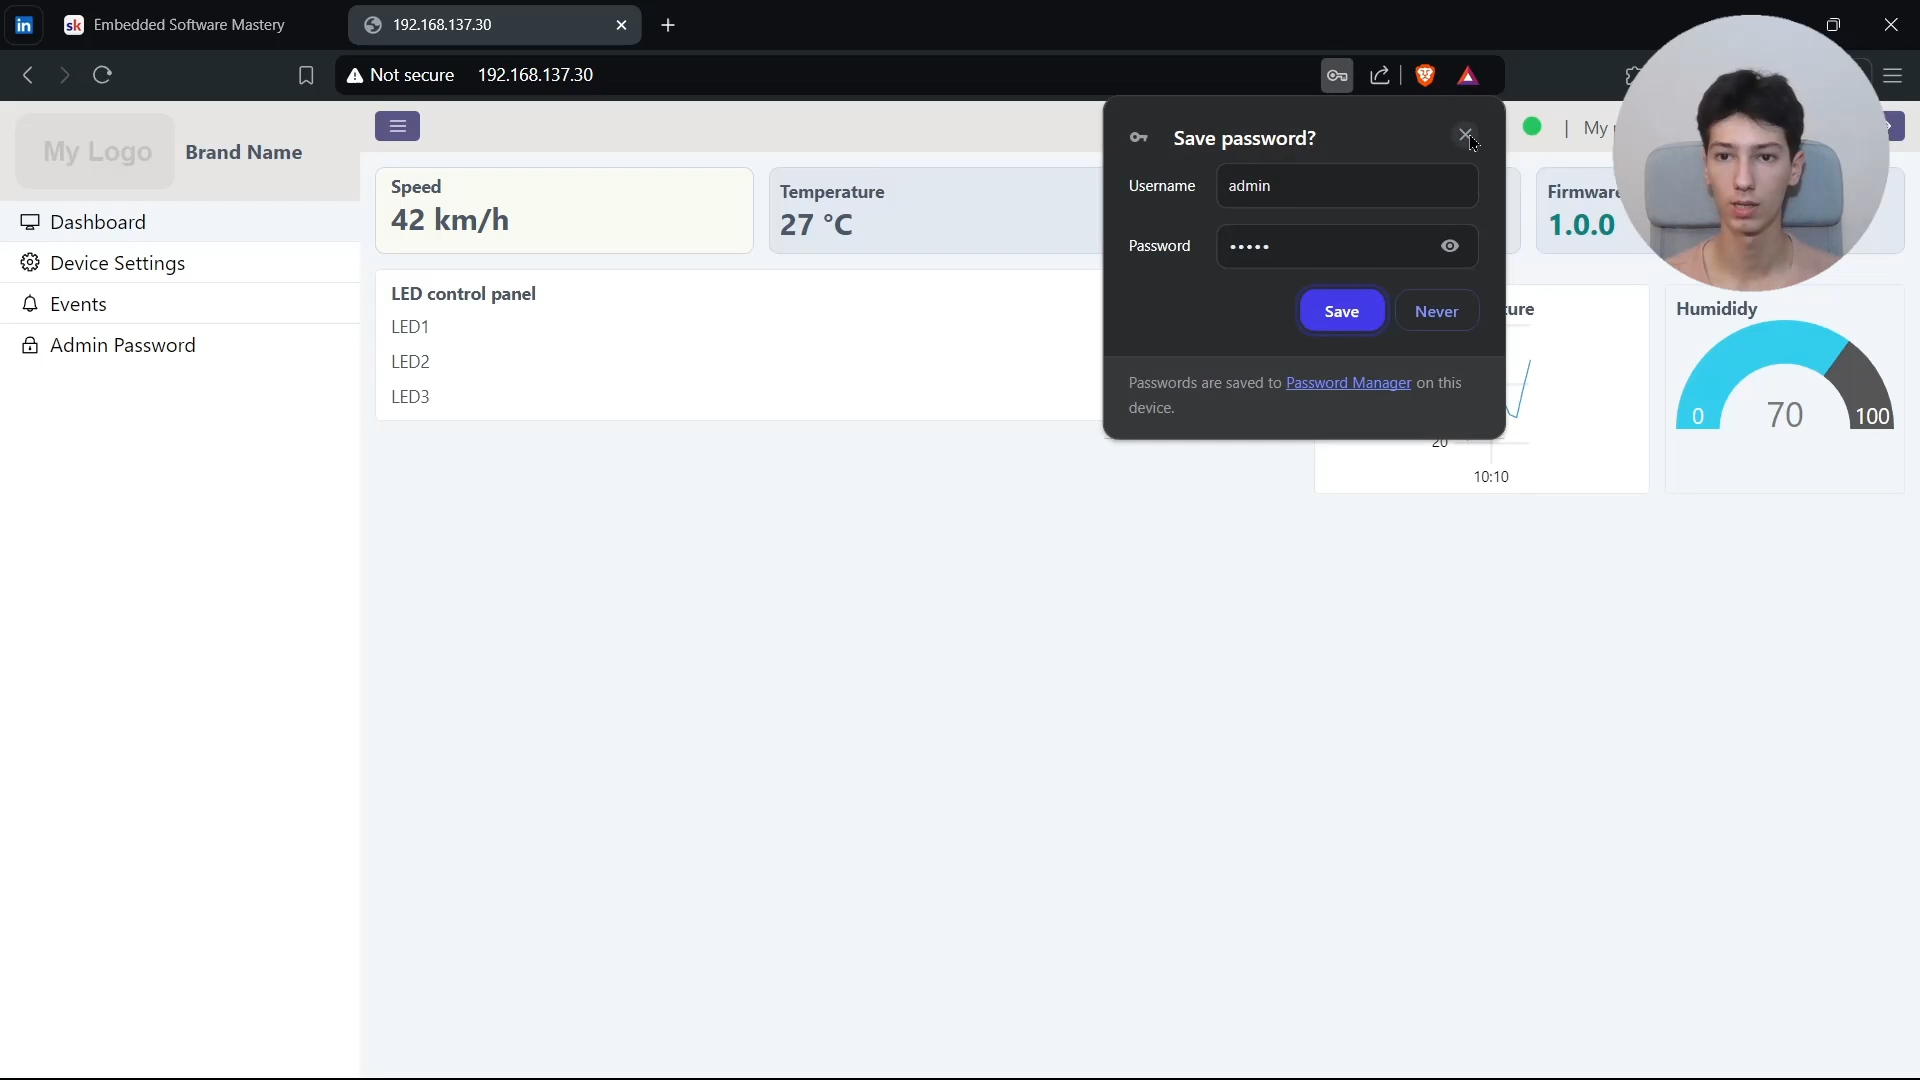 in
sk Embedded Software Mastery
192.168.137.30
Not secure 192.168.137.30
My Logo
Brand Name
Dashboard
Device Settings
Events
Admin Password
Speed
42 km/h
Temperature
27 °C
Firmware
1.0.0
My
LED control panel
LED1
LED2
LED3
Save password?
Username admin
Password •••••
Save
Never
Passwords are saved to Password Manager on this
device.
ture
20
10:10
Humididy
0
70
100